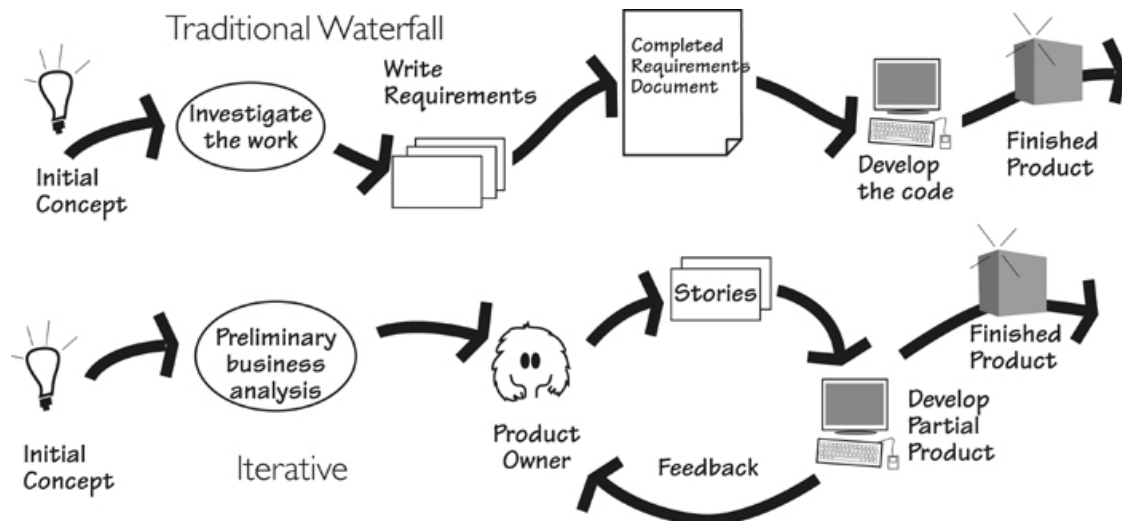 Traditional Waterfall
Initial
Concept
Investigate
the work
Write
Requirements
Completed
Requirements
Document
Develop
the code
Finished
Product
Initial
Concept
Preliminary
business
analysis
Iterative
Product
Owner
Stories
Feedback
Develop
Partial
Product
Finished
Product